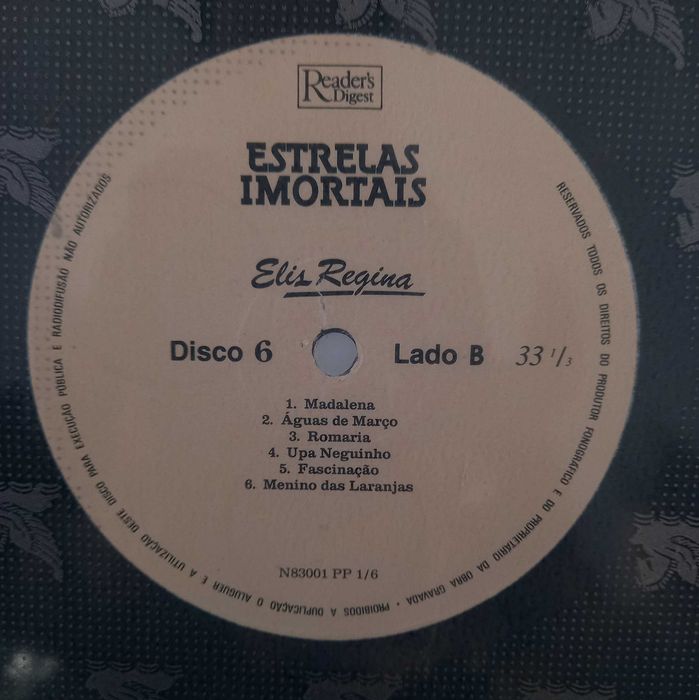 Reader's
Digest
ESTRELAS
IMORTAIS
Elis Regina
Disco 6
Lado B
33 1/3
1. Madalena
2. Águas de Março
3. Romaria
4. Upa Neguinho
5. Fascinação
6. Menino das Laranjas
N83001 PP 1/6
RESERVADOS TODOS OS DIREITOS DO PRODUTOR FONOGRÁFICO E DO PROPRIETÁRIO DA OBRA GRAVADA • PROIBIDOS A DUPLICAÇÃO O ALUGUER E A UTILIZAÇÃO DESTE DISCO PARA EXECUÇÃO PÚBLICA E RADIODIFUSÃO NÃO AUTORIZADOS